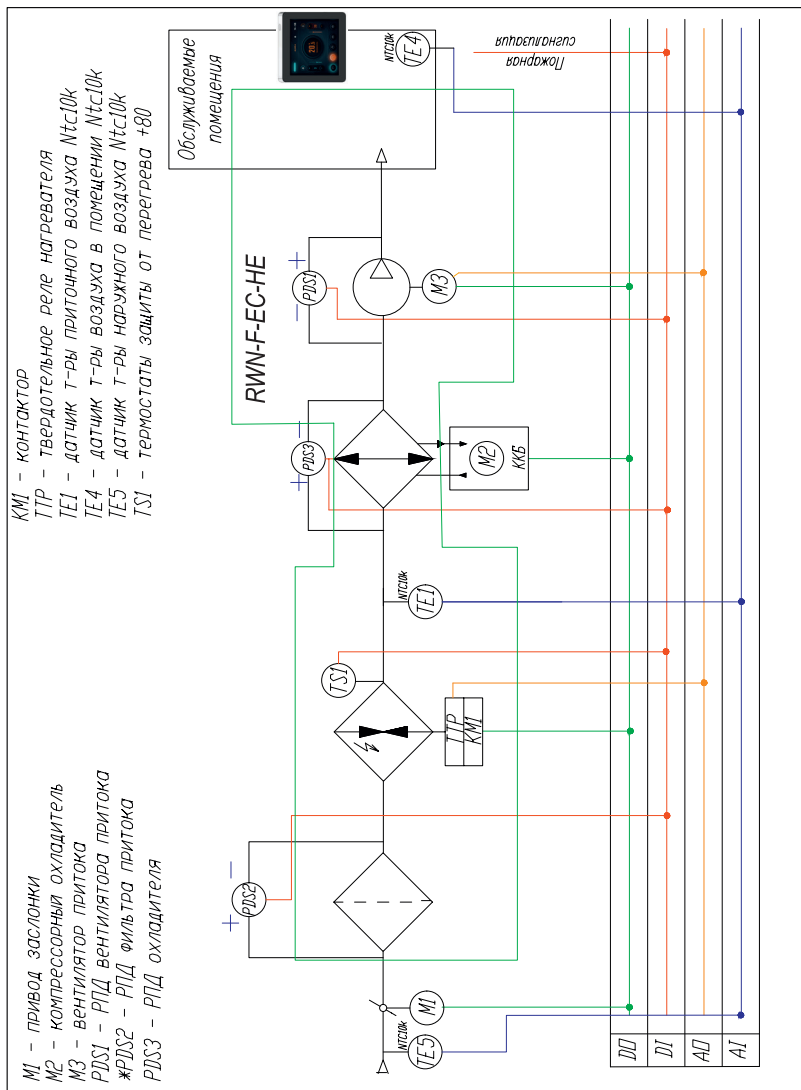 M1 - привод заслонки
M2 - компрессорный охладитель
M3 - вентилятор притока
PDS1 - РПД вентилятора притока
*PDS2 - РПД фильтра притока
PDS3 - РПД охладителя
KM1 - контактор
ТТР - твердотельное реле нагревателя
TE1 - датчик т-ры приточного воздуха Ntc10k
TE4 - датчик т-ры воздуха в помещении Ntc10k
TE5 - датчик т-ры наружного воздуха Ntc10k
TS1 - термостаты защиты от перегрева +80
RWN-F-EC-HE
Обслуживаемые
помещения
NTC10k
TE4
Пожарная
сигнализация
+
PDS2
-
TS1
+
PDS3
-
-
PDS1
+
NTC10k
TE5
M1
ТТР
KM1
NTC10k
TE1
M2
ККБ
M3
DO
DI
AO
AI